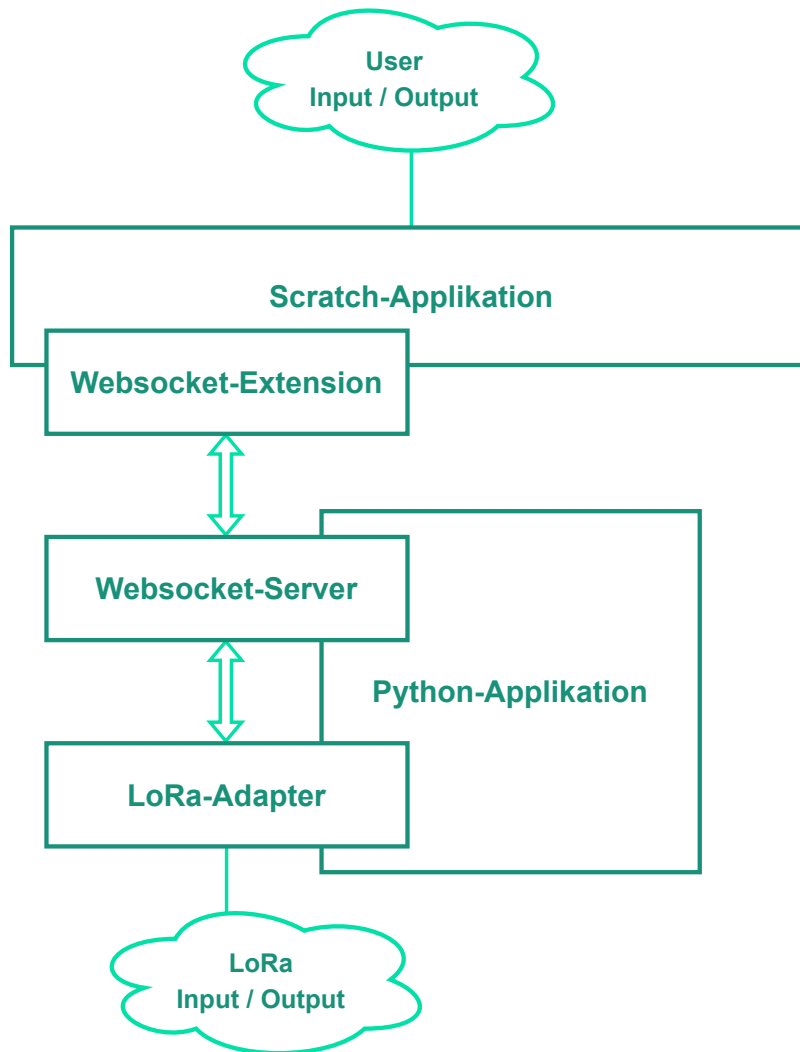 User
Input / Output
Scratch-Applikation
Websocket-Extension
Websocket-Server
Python-Applikation
LoRa-Adapter
LoRa
Input / Output